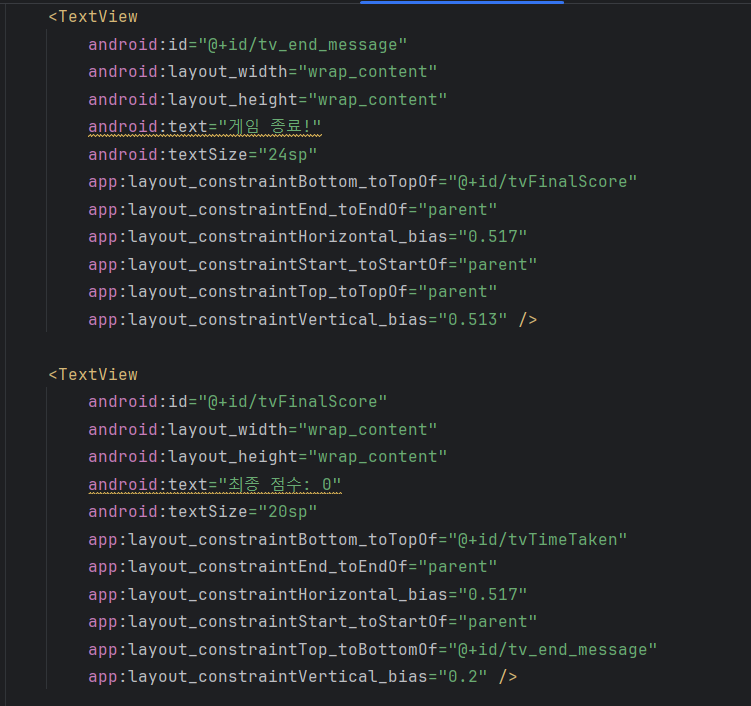 <TextView
android:id="@+id/tv_end_message"
android:layout_width="wrap_content"
android:layout_height="wrap_content"
android:text="게임 종료!"
android:textSize="24sp"
app:layout_constraintBottom_toTopOf="@+id/tvFinalScore"
app:layout_constraintEnd_toEndOf="parent"
app:layout_constraintHorizontal_bias="0.517"
app:layout_constraintStart_toStartOf="parent"
app:layout_constraintTop_toTopOf="parent"
app:layout_constraintVertical_bias="0.513" />
<TextView
android:id="@+id/tvFinalScore"
android:layout_width="wrap_content"
android:layout_height="wrap_content"
android:text="최종 점수: 0"
android:textSize="20sp"
app:layout_constraintBottom_toTopOf="@+id/tvTimeTaken"
app:layout_constraintEnd_toEndOf="parent"
app:layout_constraintHorizontal_bias="0.517"
app:layout_constraintStart_toStartOf="parent"
app:layout_constraintTop_toBottomOf="@+id/tv_end_message"
app:layout_constraintVertical_bias="0.2" />